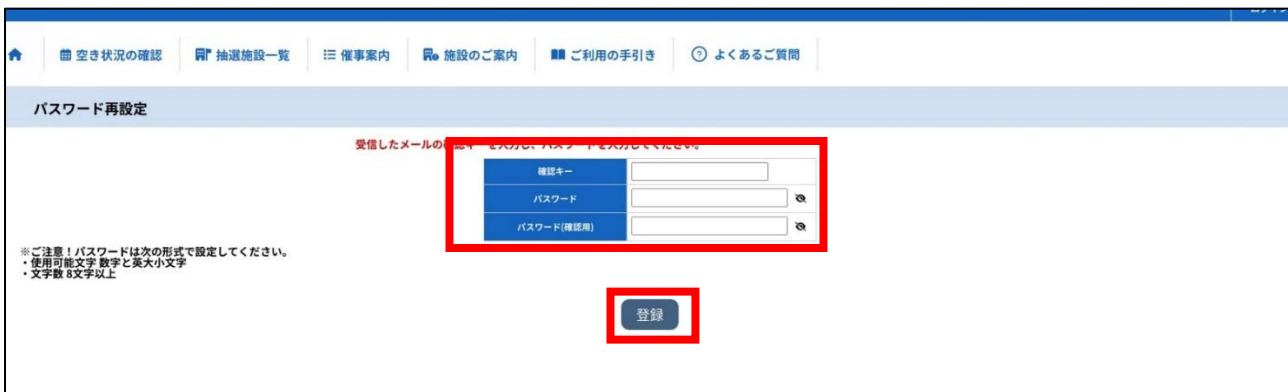 空き状況の確認 抽選施設一覧 催事案内 施設のご案内 ご利用の手引き よくあるご質問
パスワード再設定
受信したメールの確認キーを入力し、パスワードを入力してください。
確認キー
パスワード
パスワード(確認用)
※ご注意！パスワードは次の形式で設定してください。
・使用可能文字 数字と英大小文字
・文字数 8文字以上
登録